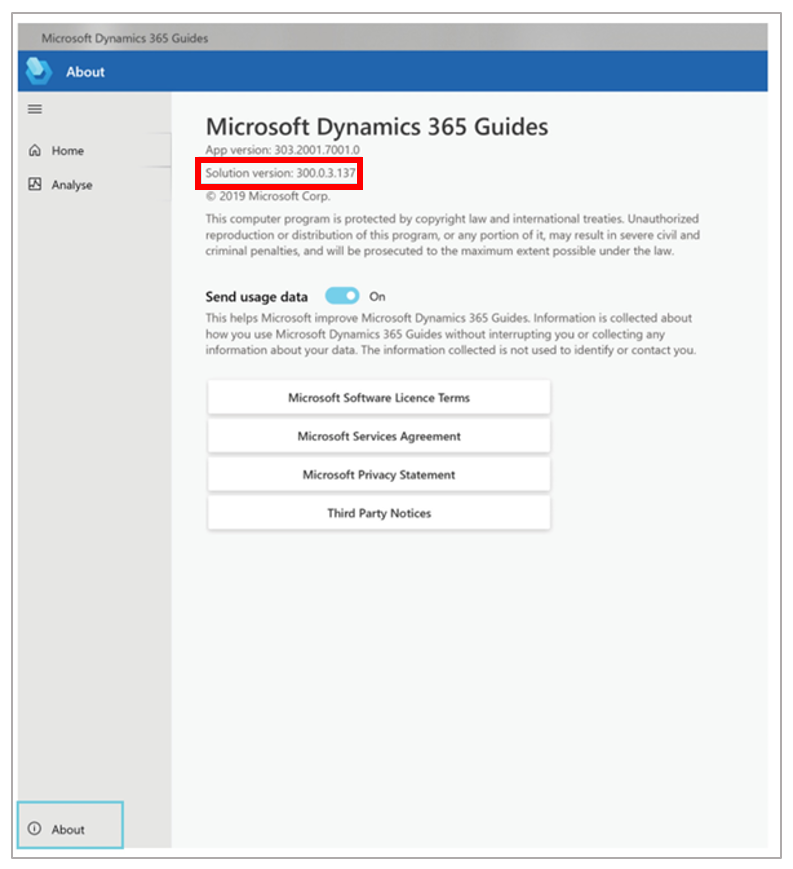 Microsoft Dynamics 365 Guides
About
Home
Analyse
Microsoft Dynamics 365 Guides
App version: 303.2001.7001.0
Solution version: 300.0.3.137
© 2019 Microsoft Corp.
This computer program is protected by copyright law and international treaties. Unauthorized
reproduction or distribution of this program, or any portion of it, may result in severe civil and
criminal penalties, and will be prosecuted to the maximum extent possible under the law.
Send usage data On
This helps Microsoft improve Microsoft Dynamics 365 Guides. Information is collected about
how you use Microsoft Dynamics 365 Guides without interrupting you or collecting any
information about your data. The information collected is not used to identify or contact you.
Microsoft Software Licence Terms
Microsoft Services Agreement
Microsoft Privacy Statement
Third Party Notices
About